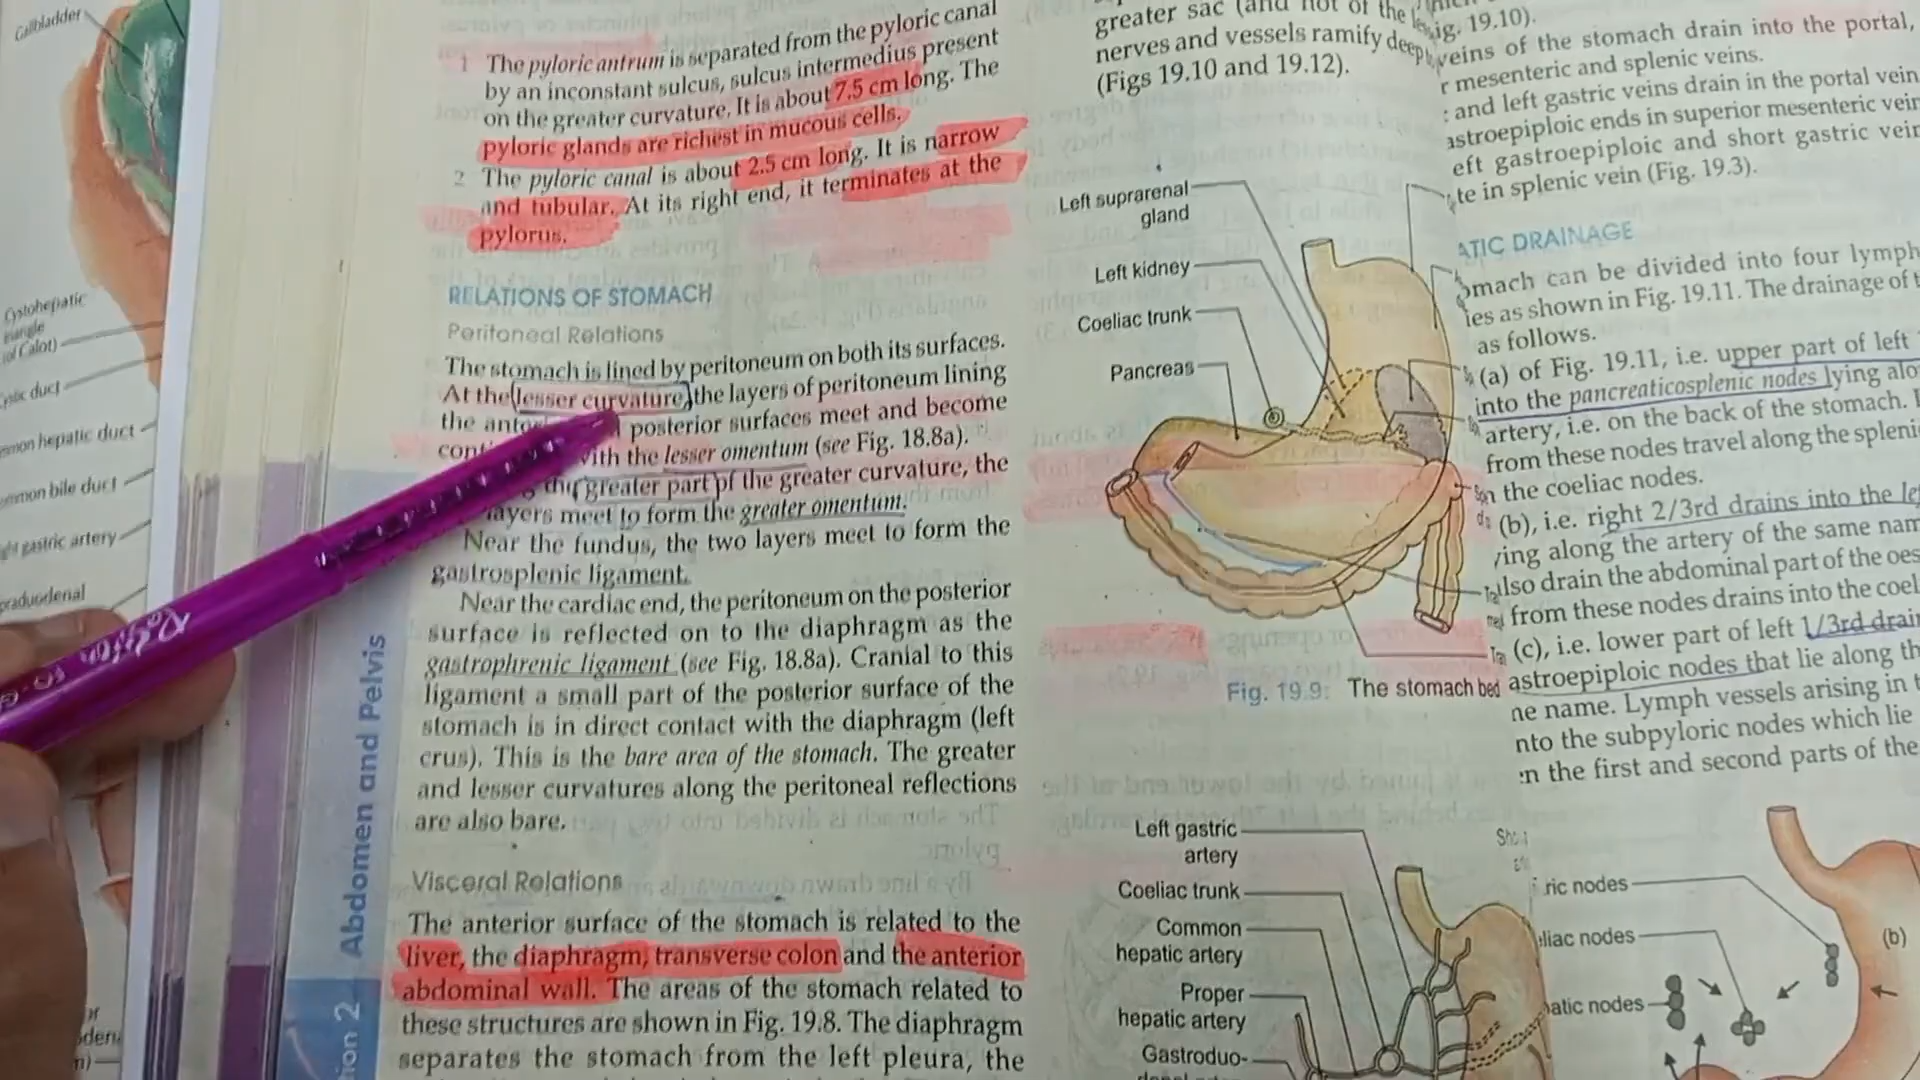 Gallbladder
Cystohepatic
triangle
(of Calot)
duct
hepatic duct
bile duct
gastric artery
1 The pyloric antrum is separated from the pyloric canal
by an inconstant sulcus, sulcus intermedius present
on the greater curvature. It is about 7.5 cm long. The
pyloric glands are richest in mucous cells.
2 The pyloric canal is about 2.5 cm long. It is narrow
and tubular. At its right end, it terminates at the
pylorus.
RELATIONS OF STOMACH
Peritoneal Relations
The stomach is lined by peritoneum on both its surfaces.
At the lesser curvature, the layers of peritoneum lining
the posterior surfaces meet and become
with the lesser omentum (see Fig. 18.8a).
the greater part of the greater curvature, the
layers meet to form the greater omentum.
Near the fundus, the two layers meet to form the
gastrosplenic ligament.
Near the cardiac end, the peritoneum on the posterior
surface is reflected on to the diaphragm as the
gastrophrenic ligament (see Fig. 18.8a). Cranial to this
ligament a small part of the posterior surface of the
stomach is in direct contact with the diaphragm (left
crus). This is the bare area of the stomach. The greater
and lesser curvatures along the peritoneal reflections
are also bare.
Visceral Relations
The anterior surface of the stomach is related to the
liver, the diaphragm, transverse colon and the anterior
abdominal wall. The areas of the stomach related to
these structures are shown in Fig. 19.8. The diaphragm
separates the stomach from the left pleura, the
Abdomen and Pelvis
2
greater sac (and not of the
nerves and vessels ramify deep
(Figs 19.10 and 19.12).
Left suprarenal
gland
Left kidney
Coeliac trunk
Pancreas
Fig. 19.9: The stomach bed
Left gastric
artery
Coeliac trunk
Common
hepatic artery
Proper
hepatic artery
Gastroduo-
ig. 19.10).
veins of the stomach drain into the portal,
r mesenteric and splenic veins.
and left gastric veins drain in the portal vein
astroepiploic ends in superior mesenteric vein
eft gastroepiploic and short gastric vein
te in splenic vein (Fig. 19.3).
ATIC DRAINAGE
omach can be divided into four lymph
ies as shown in Fig. 19.11. The drainage of
as follows.
(a) of Fig. 19.11, i.e. upper part of left
into the pancreaticosplenic nodes lying alo
artery, i.e. on the back of the stomach.
from these nodes travel along the spleni
the coeliac nodes.
(b), i.e. right 2/3rd drains into the lef
ying along the artery of the same nam
also drain the abdominal part of the oes
from these nodes drains into the coel
(c), i.e. lower part of left 1/3rd drain
astroepiploic nodes that lie along th
ne name. Lymph vessels arising in
nto the subpyloric nodes which lie
en the first and second parts of the
ric nodes
eliac nodes
atic nodes
(b)